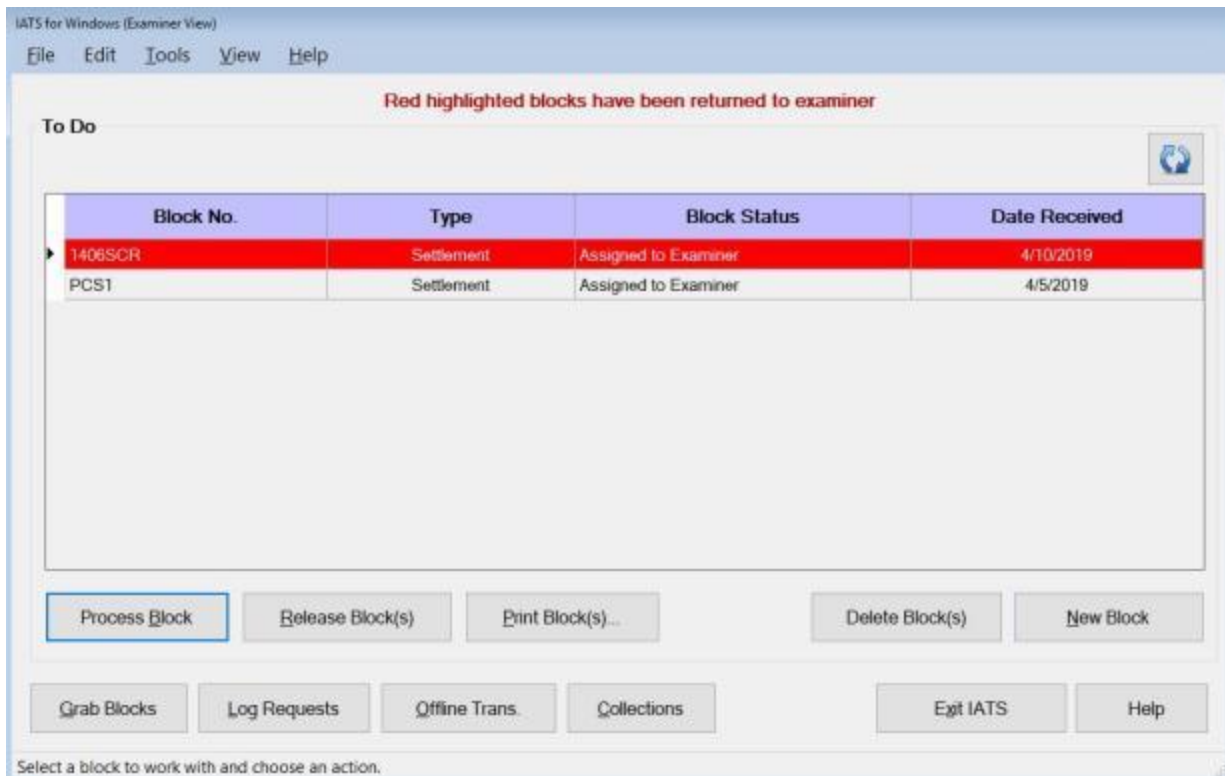 IATS for Windows (Examiner View)
File Edit Tools View Help
Red highlighted blocks have been returned to examiner
To Do
Block No. Type Block Status Date Received
1406SCR Settlement Assigned to Examiner 4/10/2019
PCS1 Settlement Assigned to Examiner 4/5/2019
Process Block Release Block(s) Print Block(s)... Delete Block(s) New Block
Grab Blocks Log Requests Offline Trans. Collections Exit IATS Help
Select a block to work with and choose an action.